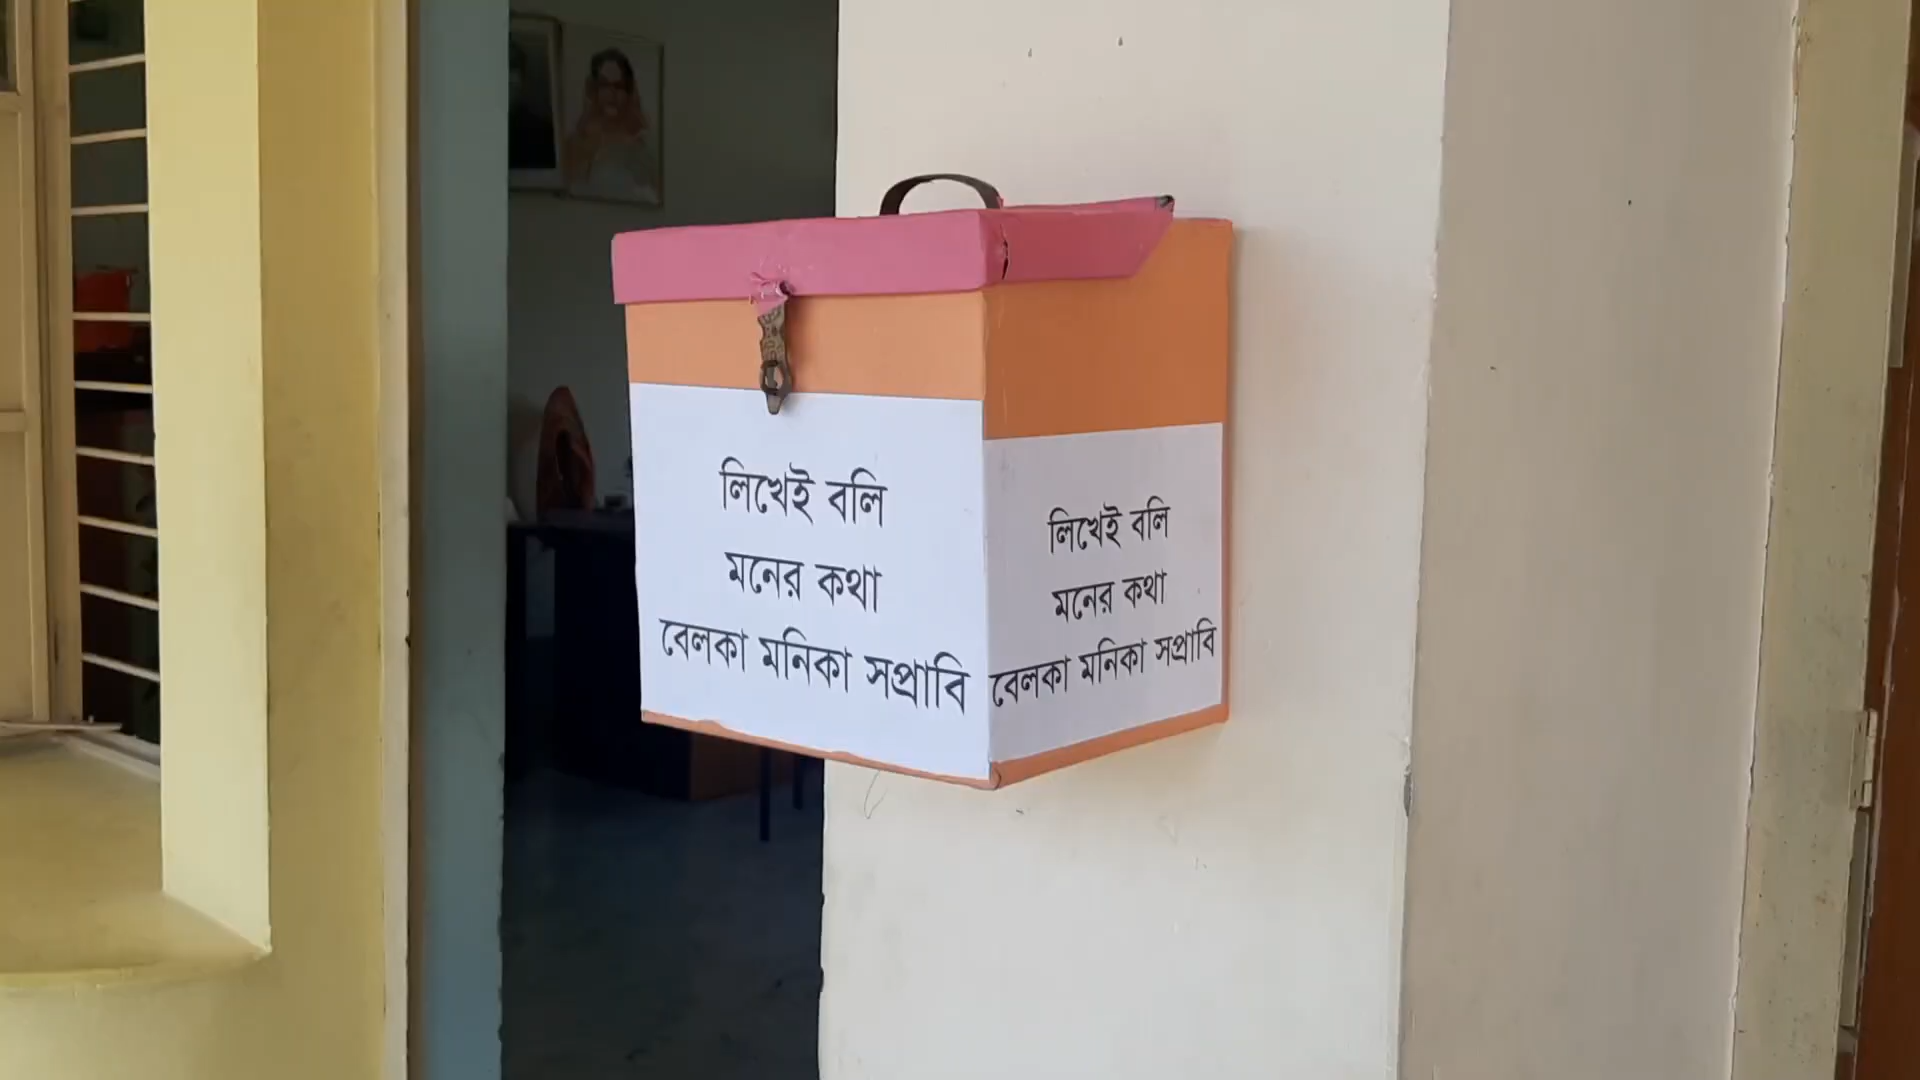 লিখেই বলি
মনের কথা
বেলকা মনিকা সপ্রাবি
লিখেই বলি
মনের কথা
বেলকা মনিকা সপ্রাবি